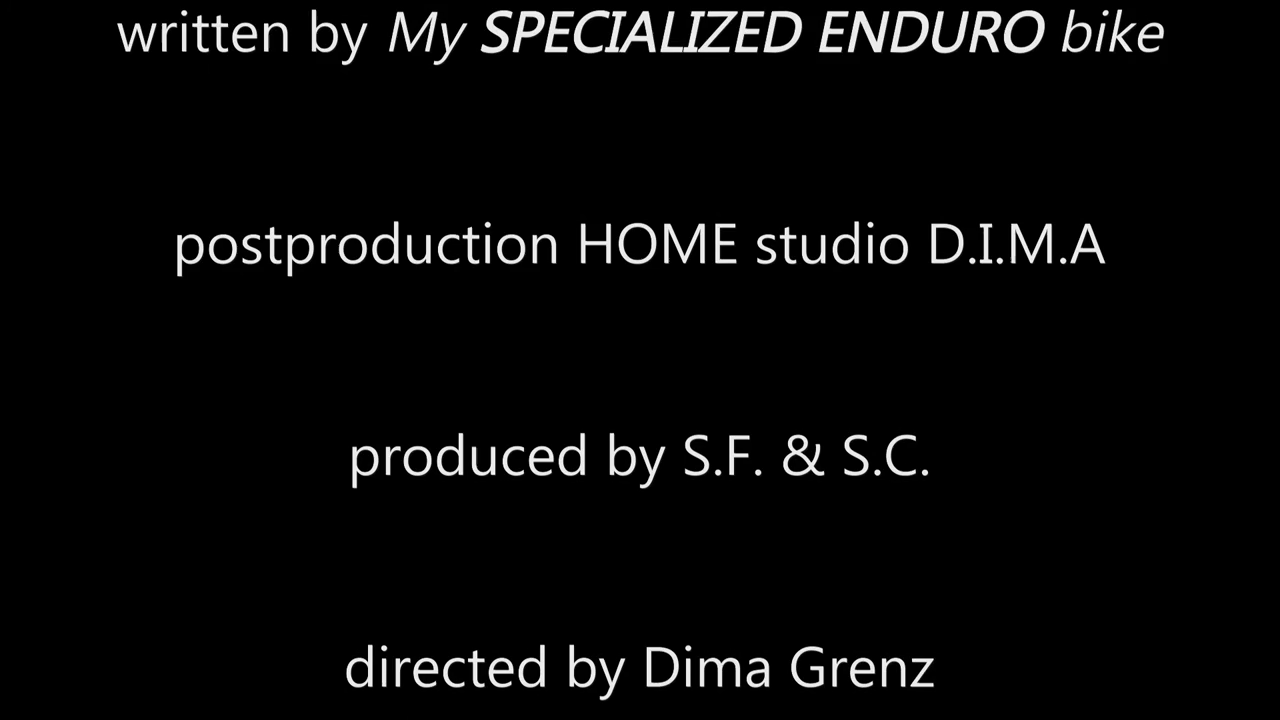 written by My SPECIALIZED ENDURO bike
postproduction HOME studio D.I.M.A
produced by S.F. & S.C.
directed by Dima Grenz